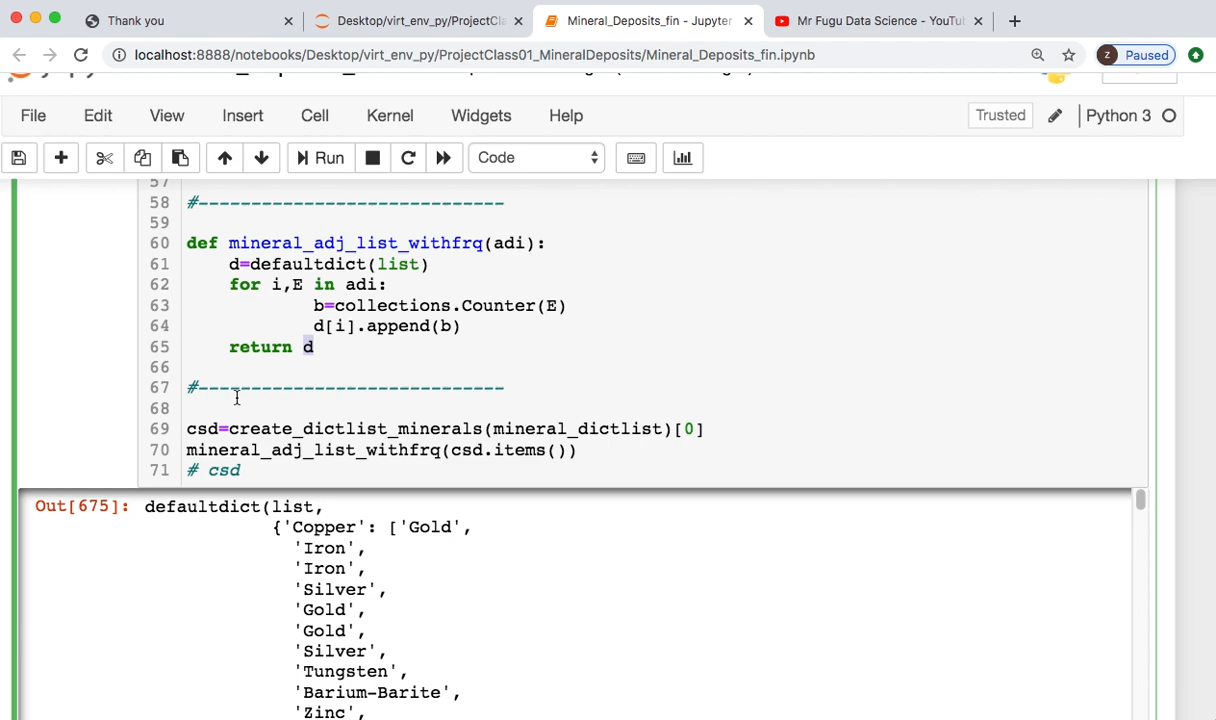 Thank you
Desktop/virt_env_py/ProjectCla
Mineral_Deposits_fin - Jupyter
Mr Fugu Data Science - YouTu
localhost:8888/notebooks/Desktop/virt_env_py/ProjectClass01_MineralDeposits/Mineral_Deposits_fin.ipynb
Z Paused
File Edit View Insert Cell Kernel Widgets Help Trusted Python 3
Run Code
57
58 #-----------------------------
59
60 def mineral_adj_list_withfrq(adi):
61 d=defaultdict(list)
62 for i,E in adi:
63 b=collections.Counter(E)
64 d[i].append(b)
65 return d
66
67 #-----------------------------
68
69 csd=create_dictlist_minerals(mineral_dictlist)[0]
70 mineral_adj_list_withfrq(csd.items())
71 # csd
Out[675]: defaultdict(list,
{'Copper': ['Gold',
'Iron',
'Iron',
'Silver',
'Gold',
'Gold',
'Silver',
'Tungsten',
'Barium-Barite',
'Zinc',